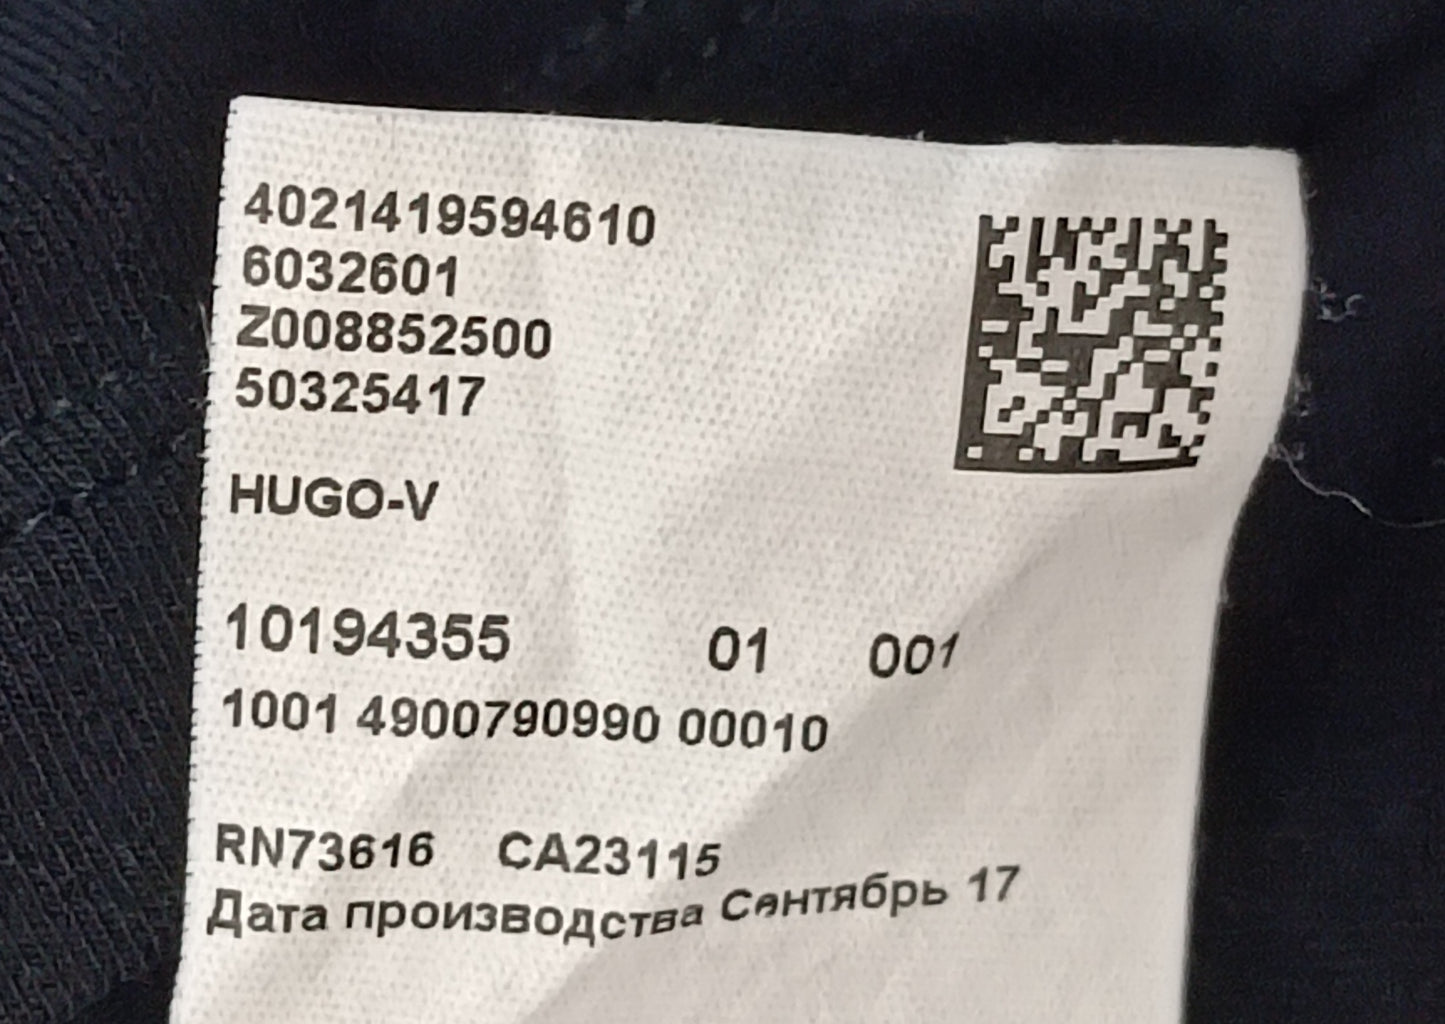 4021419594610
6032601
Z008852500
50325417
HUGO-V
10194355 01 001
1001 4900790990 00010
RN73616 CA23115
Дата производства Сентябрь 17